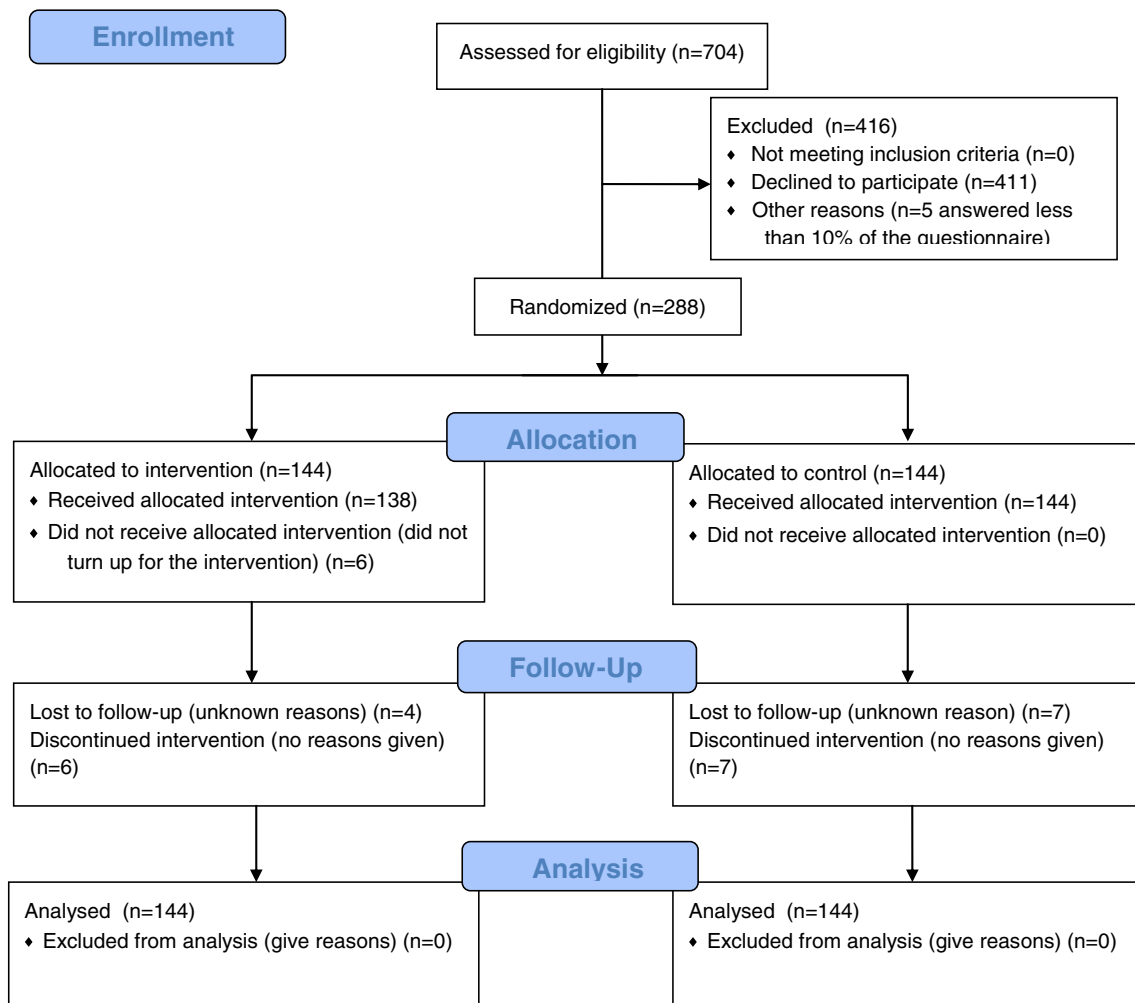 Enrollment
Assessed for eligibility (n=704)
Excluded (n=416)
♦ Not meeting inclusion criteria (n=0)
♦ Declined to participate (n=411)
♦ Other reasons (n=5 answered less
than 10% of the questionnaire)
Randomized (n=288)
Allocation
Allocated to intervention (n=144)
♦ Received allocated intervention (n=138)
♦ Did not receive allocated intervention (did not
turn up for the intervention) (n=6)
Allocated to control (n=144)
♦ Received allocated intervention (n=144)
♦ Did not receive allocated intervention (n=0)
Follow-Up
Lost to follow-up (unknown reasons) (n=4)
Discontinued intervention (no reasons given)
(n=6)
Lost to follow-up (unknown reason) (n=7)
Discontinued intervention (no reasons given)
(n=7)
Analysis
Analysed (n=144)
♦ Excluded from analysis (give reasons) (n=0)
Analysed (n=144)
♦ Excluded from analysis (give reasons) (n=0)